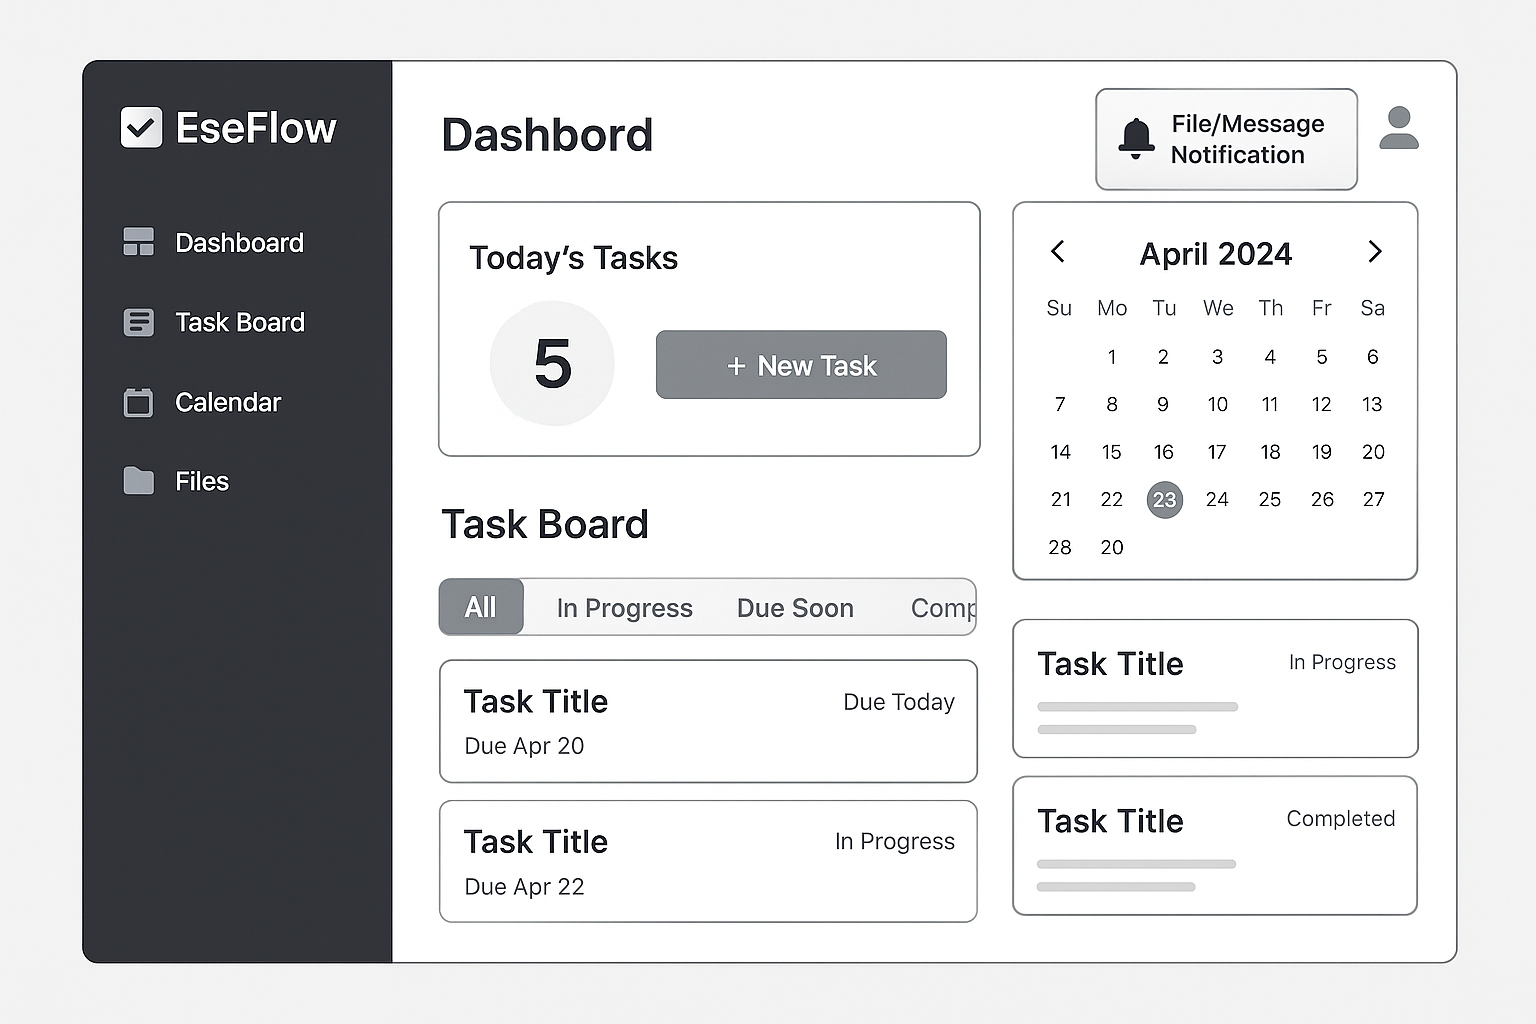 EseFlow
Dashboard
Task Board
Calendar
Files
Dashbord
File/Message
Notification
Today's Tasks
5
+ New Task
April 2024
Su Mo Tu We Th Fr Sa
1 2 3 4 5 6
7 8 9 10 11 12 13
14 15 16 17 18 19 20
21 22 23 24 25 26 27
28 20
Task Board
All In Progress Due Soon Comp
Task Title Due Today
Due Apr 20
Task Title In Progress
Due Apr 22
Task Title In Progress
Task Title Completed